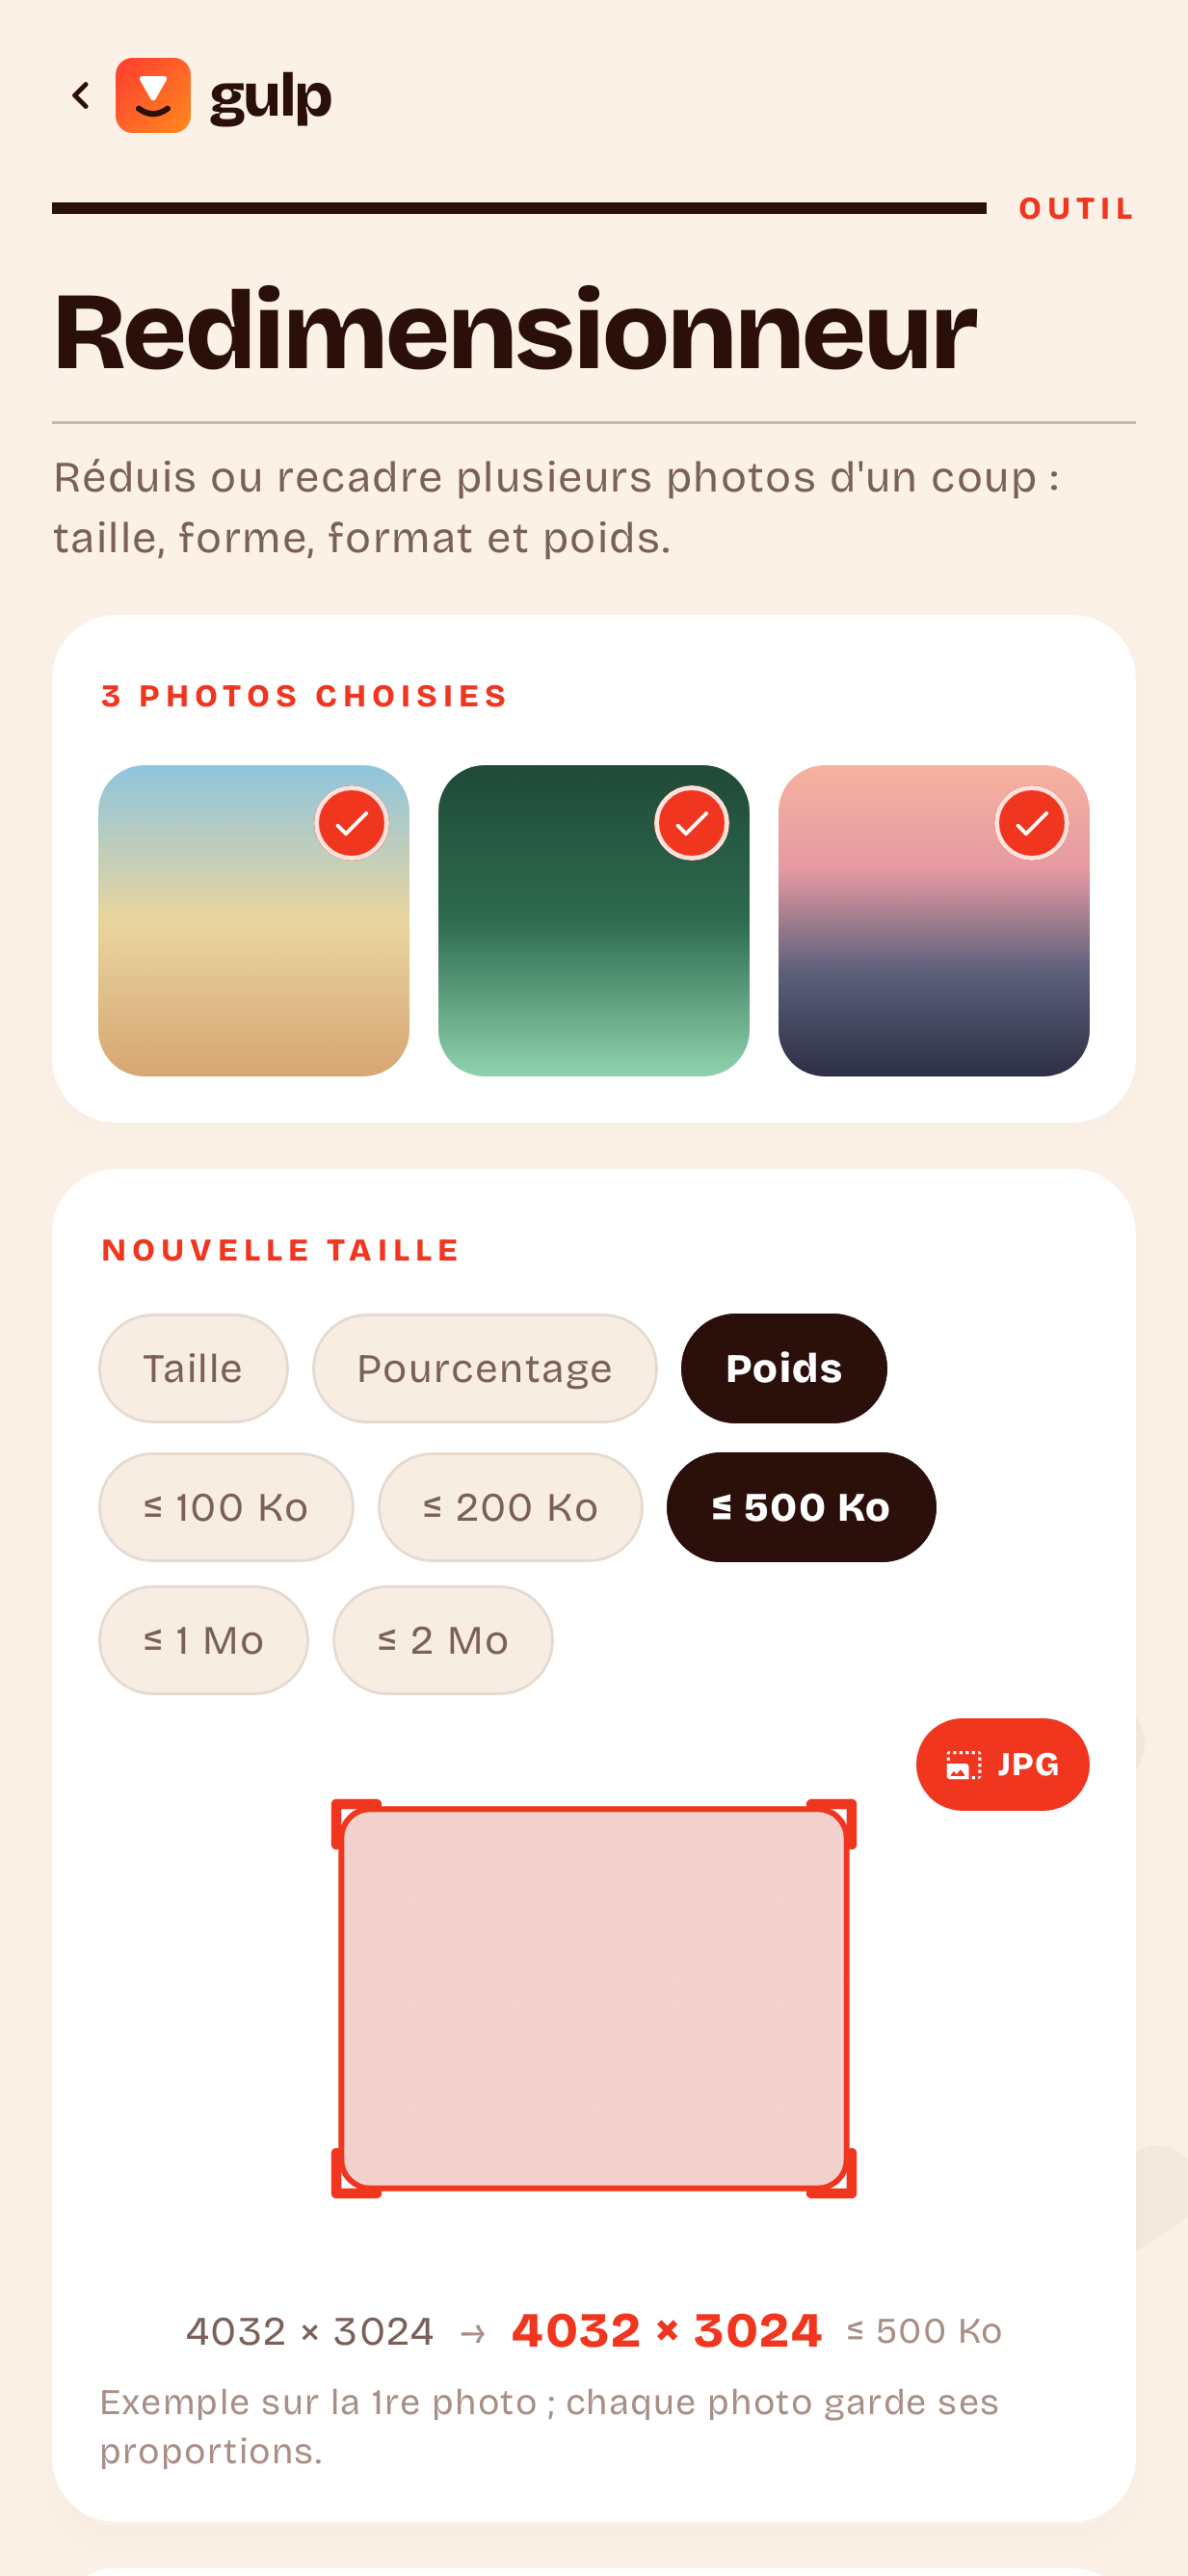 gulp
OUTIL
Redimensionneur
Réduis ou recadre plusieurs photos d'un coup :
taille, forme, format et poids.
3 PHOTOS CHOISIES
NOUVELLE TAILLE
Taille Pourcentage Poids
≤ 100 Ko ≤ 200 Ko ≤ 500 Ko
≤ 1 Mo ≤ 2 Mo
JPG
4032 × 3024 → 4032 × 3024 ≤ 500 Ko
Exemple sur la 1re photo ; chaque photo garde ses
proportions.